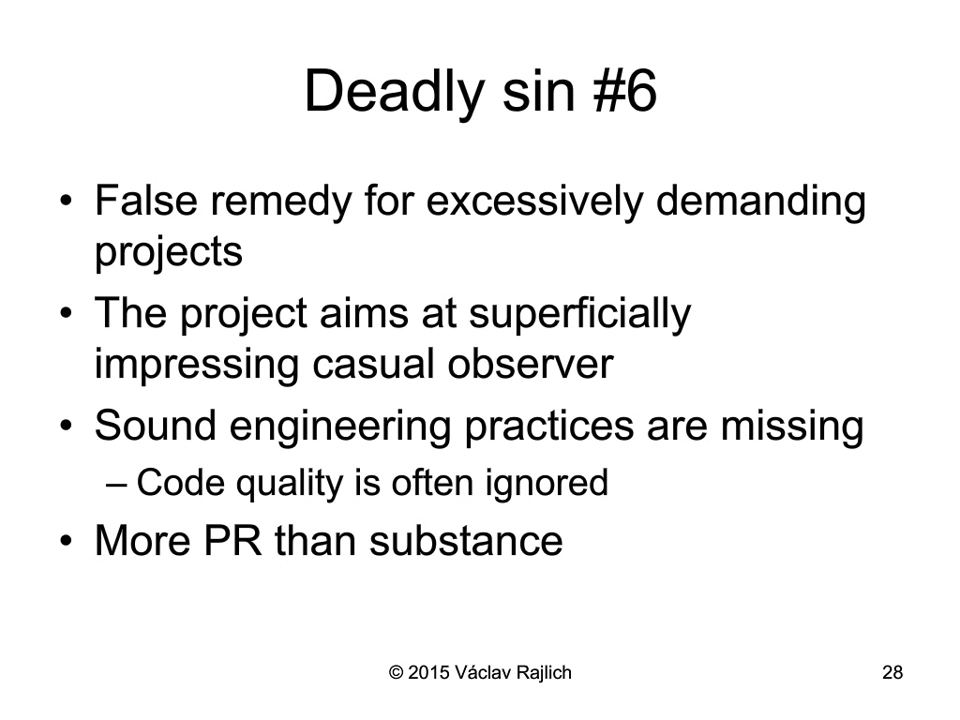 Deadly sin #6
• False remedy for excessively demanding
projects
• The project aims at superficially
impressing casual observer
• Sound engineering practices are missing
– Code quality is often ignored
• More PR than substance
© 2015 Václav Rajlich
28